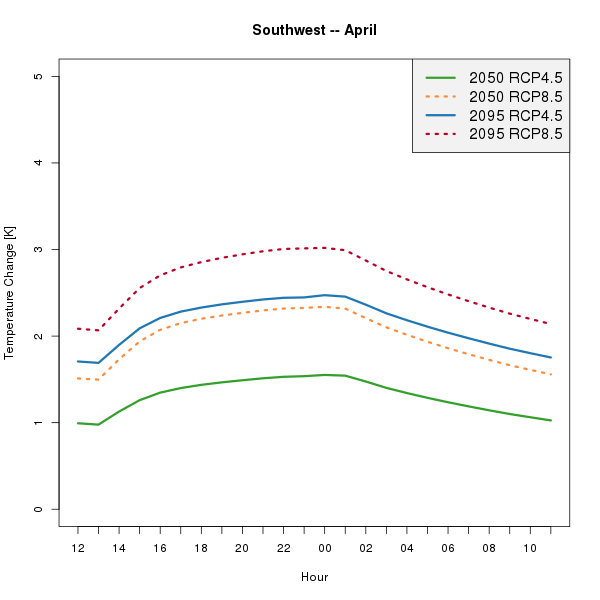 Southwest -- April
2050 RCP4.5
2050 RCP8.5
2095 RCP4.5
2095 RCP8.5
Temperature Change [K]
5
4
3
2
1
0
12 14 16 18 20 22 00 02 04 06 08 10
Hour